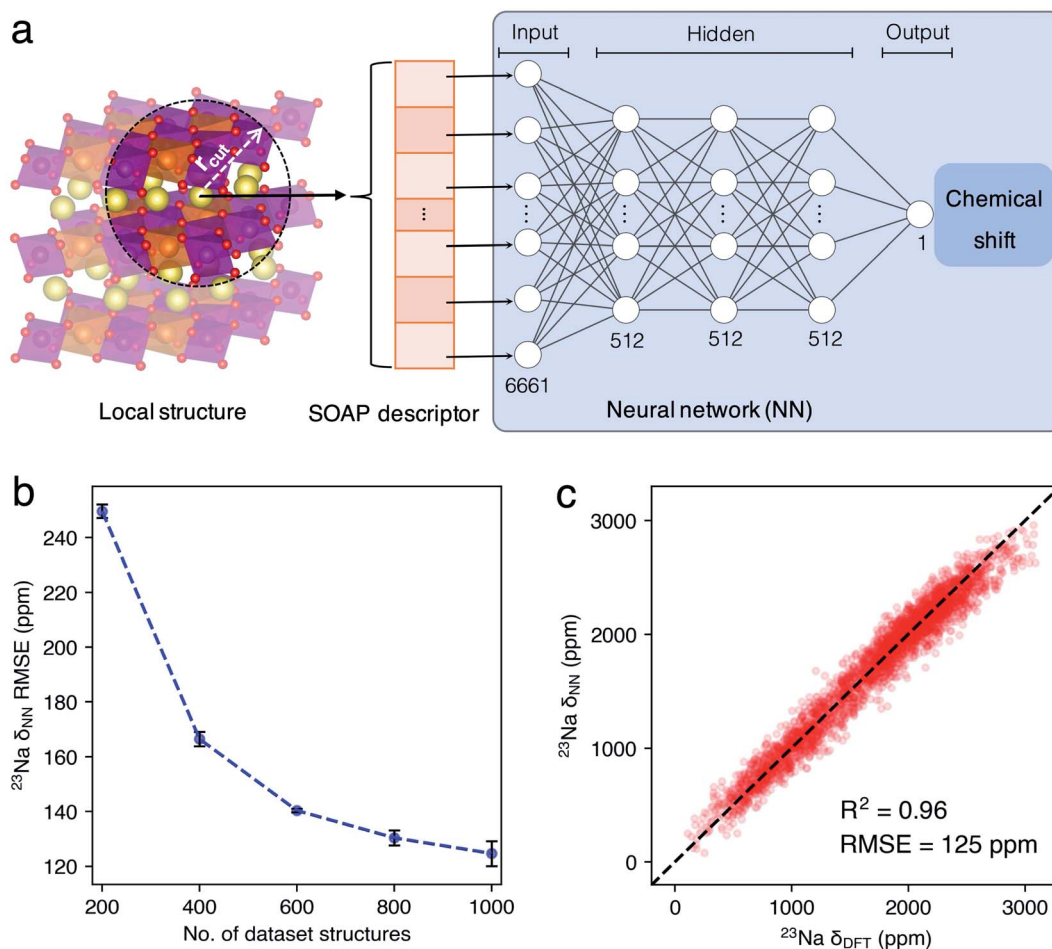 a
Input
Hidden
Output
r_cut
...
Chemical
shift
1
512
512
512
6661
Local structure
SOAP descriptor
Neural network (NN)
b
240
220
200
180
160
140
120
²³Na δ_NN RMSE (ppm)
200
400
600
800
1000
No. of dataset structures
c
3000
2000
1000
0
²³Na δ_NN (ppm)
R² = 0.96
RMSE = 125 ppm
0
1000
2000
3000
²³Na δ_DFT (ppm)